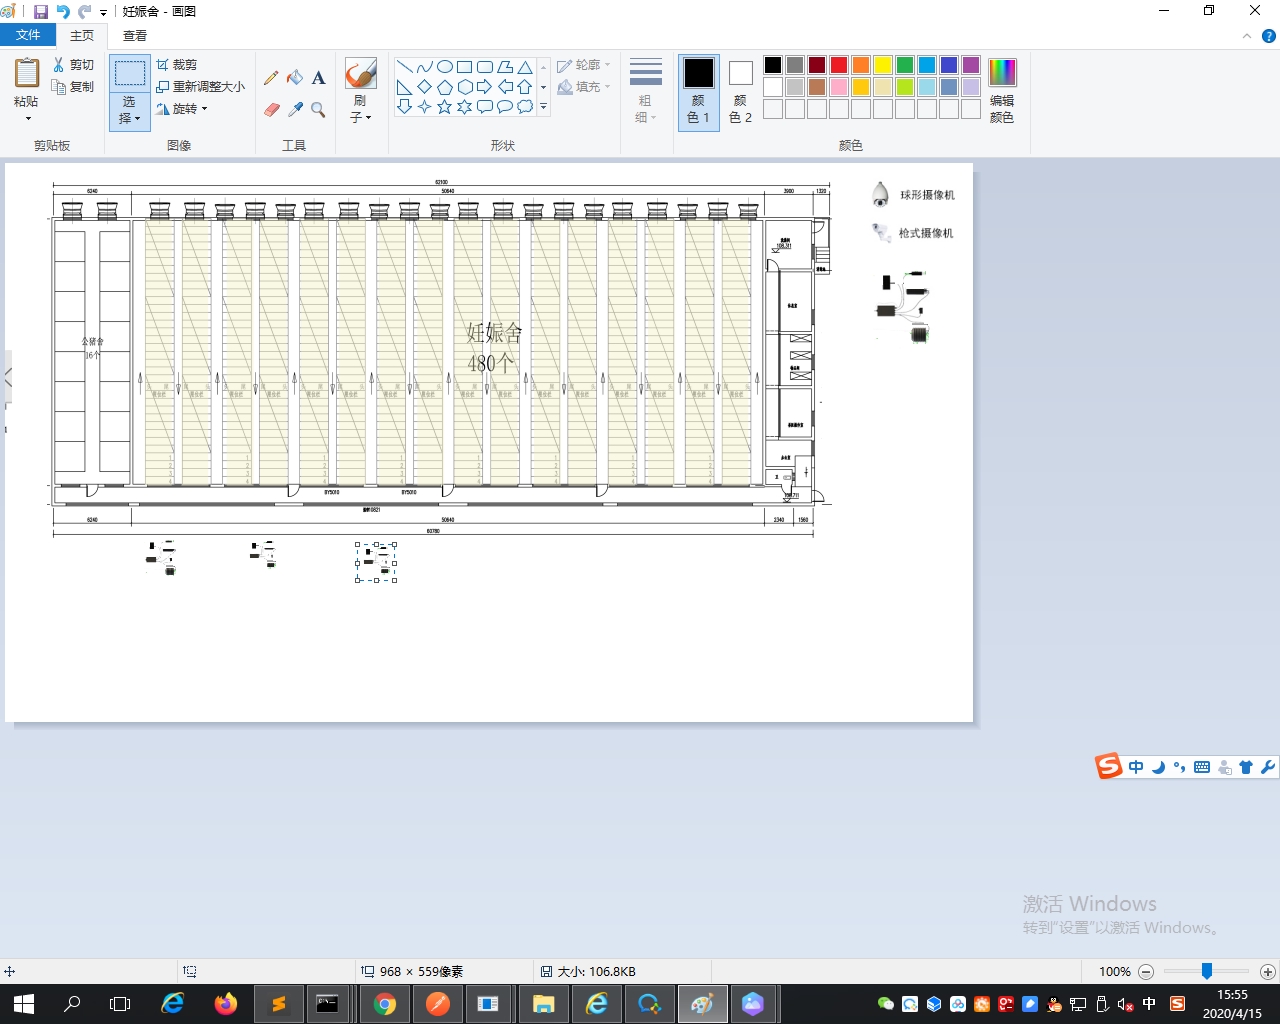 妊娠舍 - 画图
文件
主页
查看
粘贴
剪切
复制
剪贴板
选择
裁剪
重新调整大小
旋转
图像
A
工具
刷子
形状
轮廓
填充
粗细
颜色 1
颜色 2
颜色
编辑颜色
62100
6240
50640
3900
1320
球形摄像机
枪式摄像机
公猪舍
16个
妊娠舍
480个
BY5010
BY5010
6240
50640
2340
1560
60780
中
激活 Windows
转到"设置"以激活 Windows。
968 × 559像素
大小: 106.8KB
100%
中
15:55
2020/4/15